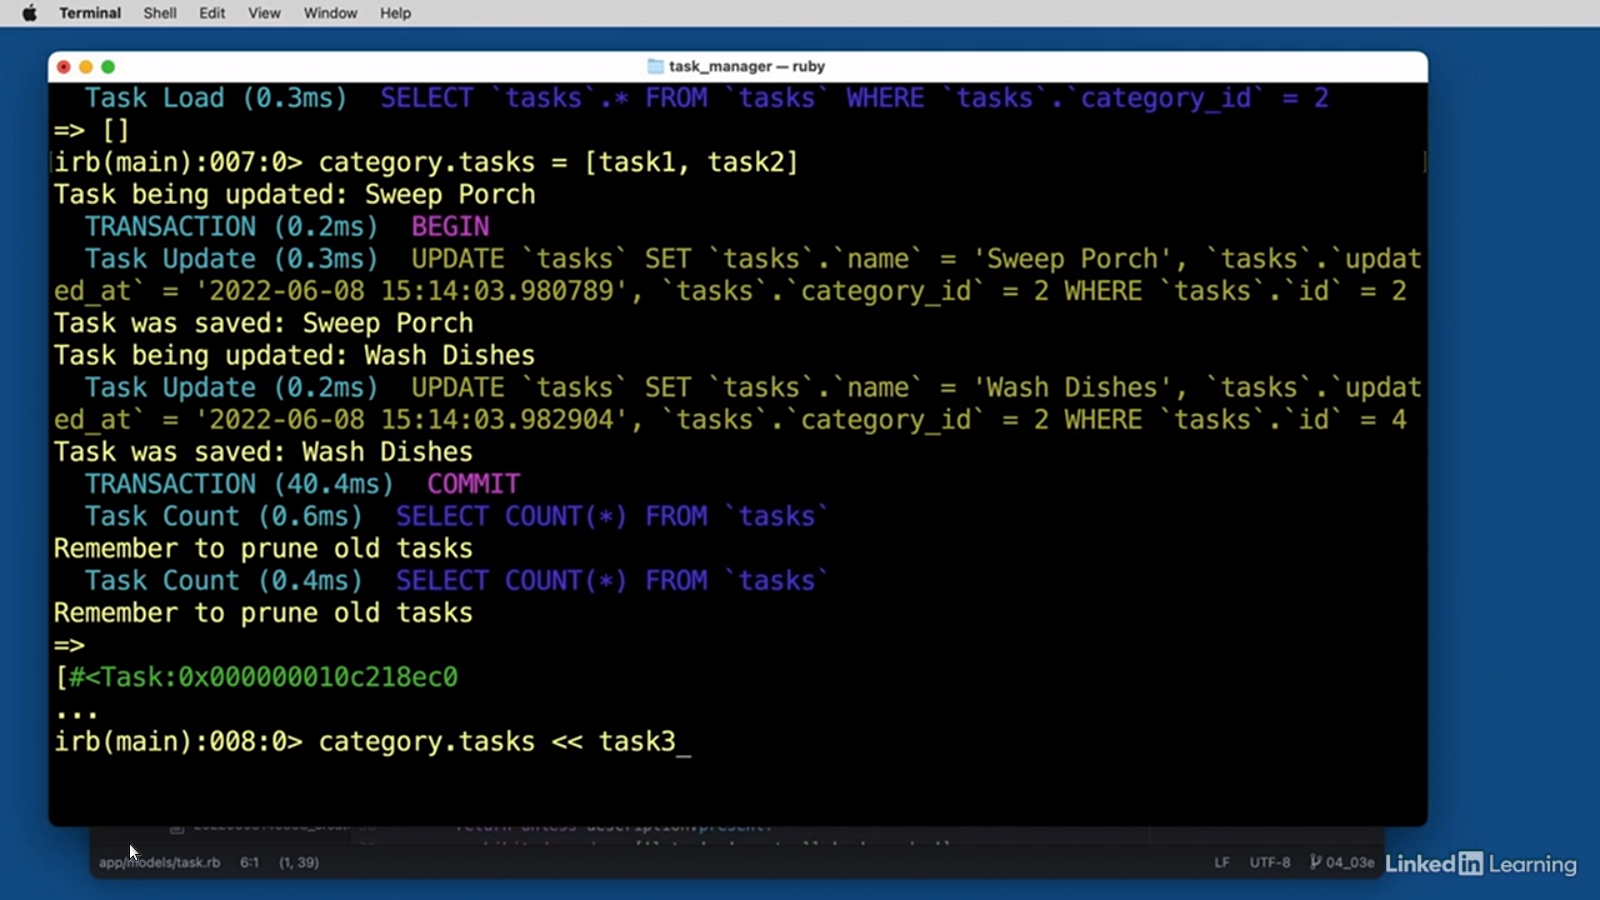 Terminal Shell Edit View Window Help
task_manager — ruby
Task Load (0.3ms)  SELECT `tasks`.* FROM `tasks` WHERE `tasks`.`category_id` = 2
=> []
irb(main):007:0> category.tasks = [task1, task2]
Task being updated: Sweep Porch
TRANSACTION (0.2ms)  BEGIN
Task Update (0.3ms)  UPDATE `tasks` SET `tasks`.`name` = 'Sweep Porch', `tasks`.`updat
ed_at` = '2022-06-08 15:14:03.980789', `tasks`.`category_id` = 2 WHERE `tasks`.`id` = 2
Task was saved: Sweep Porch
Task being updated: Wash Dishes
Task Update (0.2ms)  UPDATE `tasks` SET `tasks`.`name` = 'Wash Dishes', `tasks`.`updat
ed_at` = '2022-06-08 15:14:03.982904', `tasks`.`category_id` = 2 WHERE `tasks`.`id` = 4
Task was saved: Wash Dishes
TRANSACTION (40.4ms)  COMMIT
Task Count (0.6ms)  SELECT COUNT(*) FROM `tasks`
Remember to prune old tasks
Task Count (0.4ms)  SELECT COUNT(*) FROM `tasks`
Remember to prune old tasks
=>
[#<Task:0x000000010c218ec0
...
irb(main):008:0> category.tasks << task3_
app/models/task.rb 6:1 (1, 39) LF UTF-8 04_03e
LinkedIn Learning